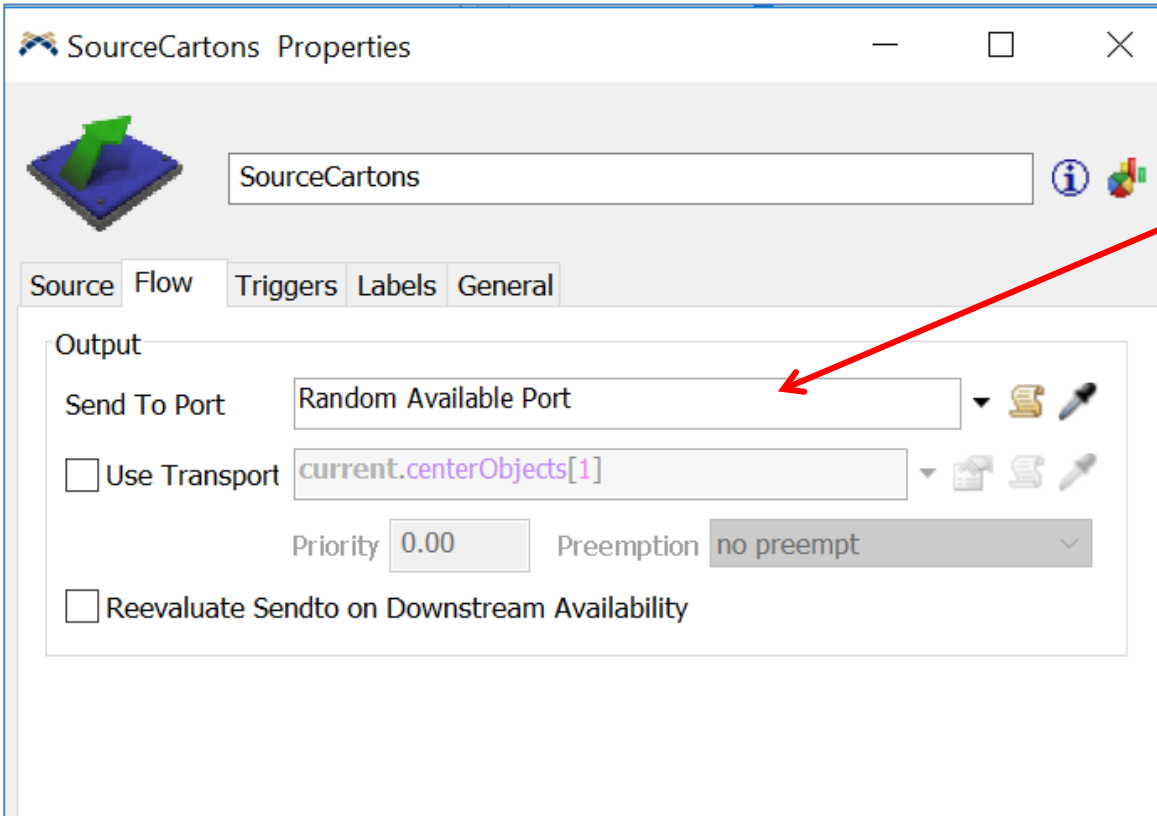 SourceCartons Properties
SourceCartons
Source Flow Triggers Labels General
Output
Send To Port Random Available Port
Use Transport current.centerObjects[1]
Priority 0.00 Preemption no preempt
Reevaluate Sendto on Downstream Availability